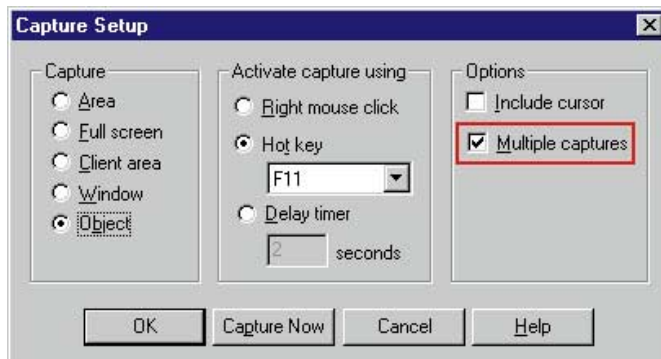 Capture Setup
Capture
Area
Full screen
Client area
Window
Object
Activate capture using
Right mouse click
Hot key
F11
Delay timer
2 seconds
Options
Include cursor
Multiple captures
OK
Capture Now
Cancel
Help